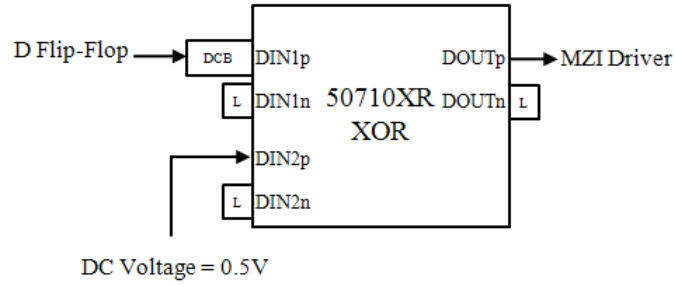 D Flip-Flop DCB DIN1p DOUTp MZI Driver
L DIN1n 50710XR DOUTn L
XOR
DIN2p
L DIN2n
DC Voltage = 0.5V